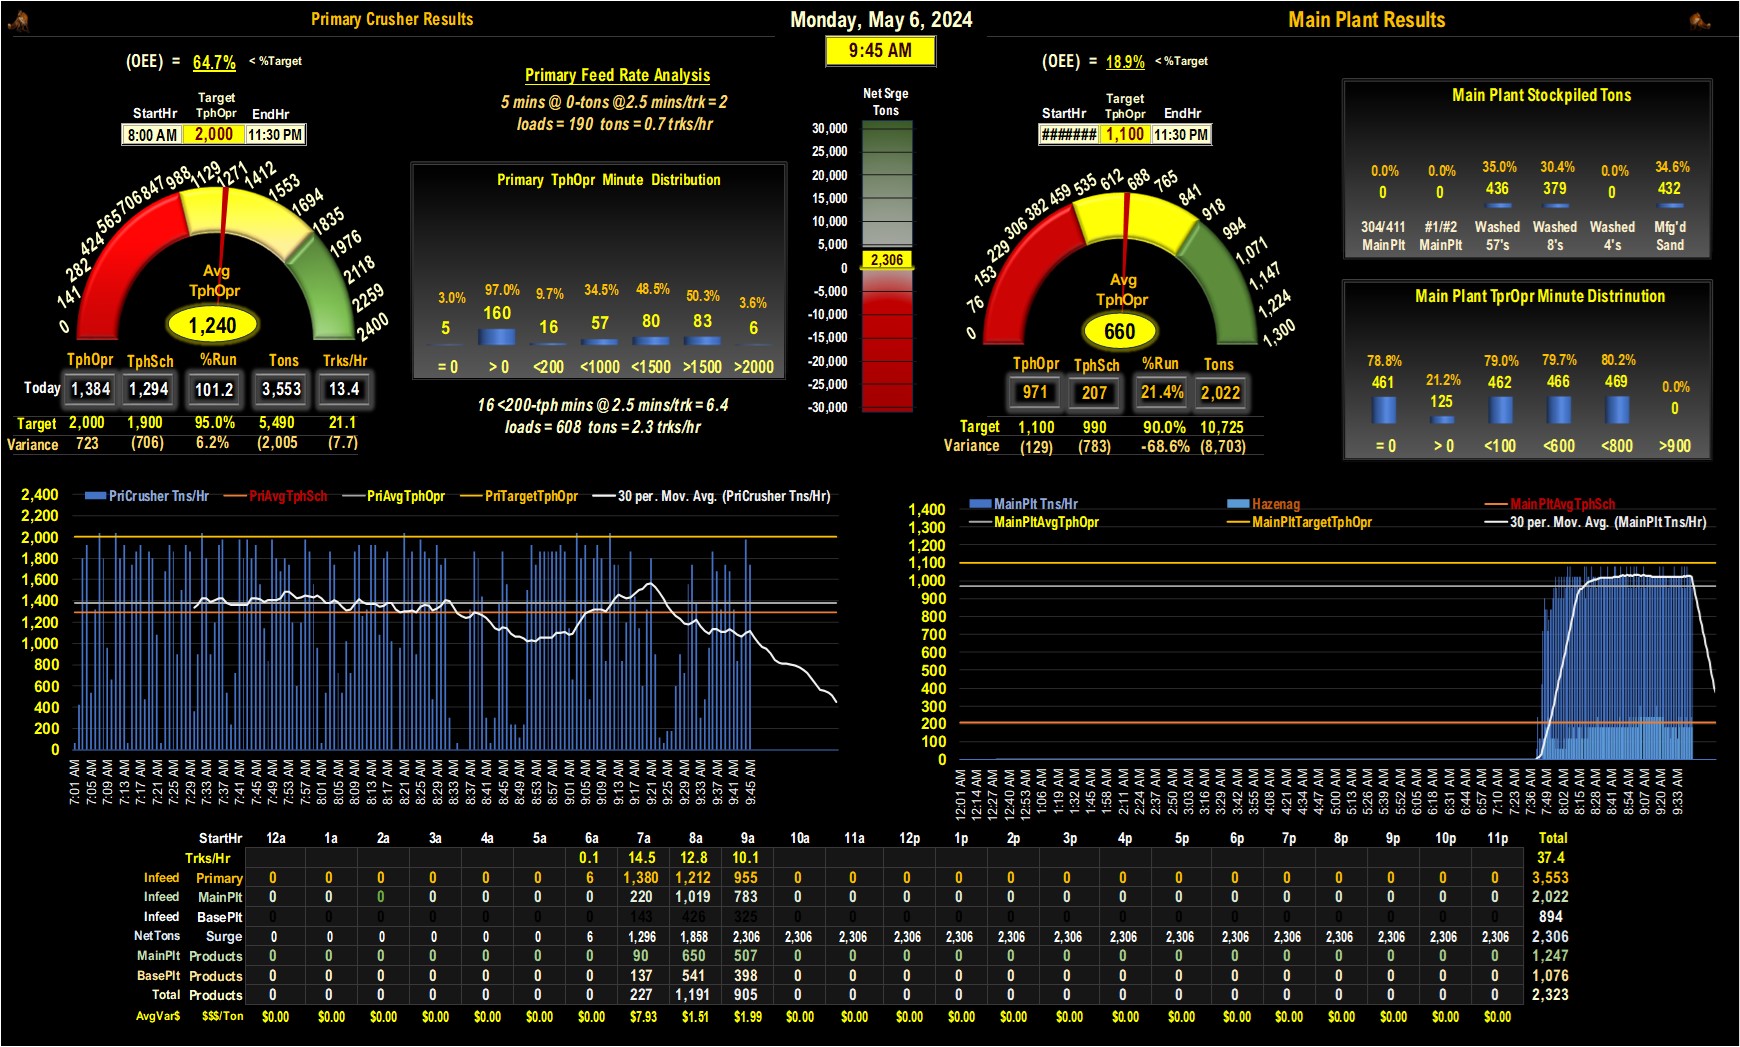 Primary Crusher Results
Monday, May 6, 2024
Main Plant Results
9:45 AM
(OEE) = 64.7% < %Target
StartHr Target TphOpr EndHr
8:00 AM 2,000 11:30 PM
0 141 282 424 565 706 847 988 1129 1271 1412 1553 1694 1835 1976 2118 2259 2400
Avg
TphOpr
1,240
TphOpr TphSch %Run Tons Trks/Hr
Today 1,384 1,294 101.2 3,553 13.4
Target 2,000 1,900 95.0% 5,490 21.1
Variance 723 (706) 6.2% (2,005 (7.7)
Primary Feed Rate Analysis
5 mins @ 0-tons @2.5 mins/trk = 2
loads = 190 tons = 0.7 trks/hr
Primary TphOpr Minute Distribution
3.0% 97.0% 9.7% 34.5% 48.5% 50.3% 3.6%
5 160 16 57 80 83 6
= 0 > 0 <200 <1000 <1500 >1500 >2000
16 <200-tph mins @ 2.5 mins/trk = 6.4
loads = 608 tons = 2.3 trks/hr
Net Srge
Tons
30,000
25,000
20,000
15,000
10,000
5,000
2,306
0
-5,000
-10,000
-15,000
-20,000
-25,000
-30,000
(OEE) = 18.9% < %Target
StartHr Target TphOpr EndHr
####### 1,100 11:30 PM
0 76 153 229 306 382 459 535 612 688 765 841 918 994 1,071 1,147 1,224 1,300
Avg
TphOpr
660
TphOpr TphSch %Run Tons
971 207 21.4% 2,022
Target 1,100 990 90.0% 10,725
Variance (129) (783) -68.6% (8,703)
Main Plant Stockpiled Tons
0.0% 0.0% 35.0% 30.4% 0.0% 34.6%
0 0 436 379 0 432
304/411 #1/#2 Washed Washed Washed Mfg'd
MainPlt MainPlt 57's 8's 4's Sand
Main Plant TprOpr Minute Distrinution
78.8% 21.2% 79.0% 79.7% 80.2% 0.0%
461 125 462 466 469 0
= 0 > 0 <100 <600 <800 >900
PriCrusher Tns/Hr PriAvgTphSch PriAvgTphOpr PriTargetTphOpr 30 per. Mov. Avg. (PriCrusher Tns/Hr)
2,400
2,200
2,000
1,800
1,600
1,400
1,200
1,000
800
600
400
200
0
7:01 AM 7:05 AM 7:09 AM 7:13 AM 7:17 AM 7:21 AM 7:25 AM 7:29 AM 7:33 AM 7:37 AM 7:41 AM 7:45 AM 7:49 AM 7:53 AM 7:57 AM 8:01 AM 8:05 AM 8:09 AM 8:13 AM 8:17 AM 8:21 AM 8:25 AM 8:29 AM 8:33 AM 8:37 AM 8:41 AM 8:45 AM 8:49 AM 8:53 AM 8:57 AM 9:01 AM 9:05 AM 9:09 AM 9:13 AM 9:17 AM 9:21 AM 9:25 AM 9:29 AM 9:33 AM 9:37 AM 9:41 AM 9:45 AM
MainPlt Tns/Hr Hazenag MainPltAvgTphSch
MainPltAvgTphOpr MainPltTargetTphOpr 30 per. Mov. Avg. (MainPlt Tns/Hr)
1,400
1,300
1,200
1,100
1,000
900
800
700
600
500
400
300
200
100
0
12:01 AM 12:14 AM 12:27 AM 12:40 AM 12:53 AM 1:06 AM 1:19 AM 1:32 AM 1:45 AM 1:58 AM 2:11 AM 2:24 AM 2:37 AM 2:50 AM 3:03 AM 3:16 AM 3:29 AM 3:42 AM 3:55 AM 4:08 AM 4:21 AM 4:34 AM 4:47 AM 5:00 AM 5:13 AM 5:26 AM 5:39 AM 5:52 AM 6:05 AM 6:18 AM 6:31 AM 6:44 AM 6:57 AM 7:10 AM 7:23 AM 7:36 AM 7:49 AM 8:02 AM 8:15 AM 8:28 AM 8:41 AM 8:54 AM 9:07 AM 9:20 AM 9:33 AM
StartHr 12a 1a 2a 3a 4a 5a 6a 7a 8a 9a 10a 11a 12p 1p 2p 3p 4p 5p 6p 7p 8p 9p 10p 11p Total
Trks/Hr 0.1 14.5 12.8 10.1 37.4
Infeed Primary 0 0 0 0 0 0 6 1,380 1,212 955 0 0 0 0 0 0 0 0 0 0 0 0 0 0 3,553
Infeed MainPlt 0 0 0 0 0 0 0 220 1,019 783 0 0 0 0 0 0 0 0 0 0 0 0 0 0 2,022
Infeed BasePlt 0 0 0 0 0 0 0 143 426 325 0 0 0 0 0 0 0 0 0 0 0 0 0 0 894
NetTons Surge 0 0 0 0 0 0 6 1,296 1,858 2,306 2,306 2,306 2,306 2,306 2,306 2,306 2,306 2,306 2,306 2,306 2,306 2,306 2,306 2,306 2,306
MainPlt Products 0 0 0 0 0 0 0 90 650 507 0 0 0 0 0 0 0 0 0 0 0 0 0 0 1,247
BasePlt Products 0 0 0 0 0 0 0 137 541 398 0 0 0 0 0 0 0 0 0 0 0 0 0 0 1,076
Total Products 0 0 0 0 0 0 0 227 1,191 905 0 0 0 0 0 0 0 0 0 0 0 0 0 0 2,323
AvgVar$ $$$/Ton $0.00 $0.00 $0.00 $0.00 $0.00 $0.00 $0.00 $7.93 $1.51 $1.99 $0.00 $0.00 $0.00 $0.00 $0.00 $0.00 $0.00 $0.00 $0.00 $0.00 $0.00 $0.00 $0.00 $0.00